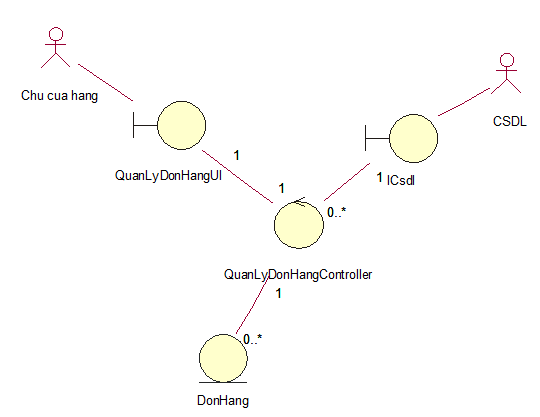 Chu cua hang
CSDL
QuanLyDonHangUI
1
1
ICsdl
1
0..*
QuanLyDonHangController
1
0..*
DonHang